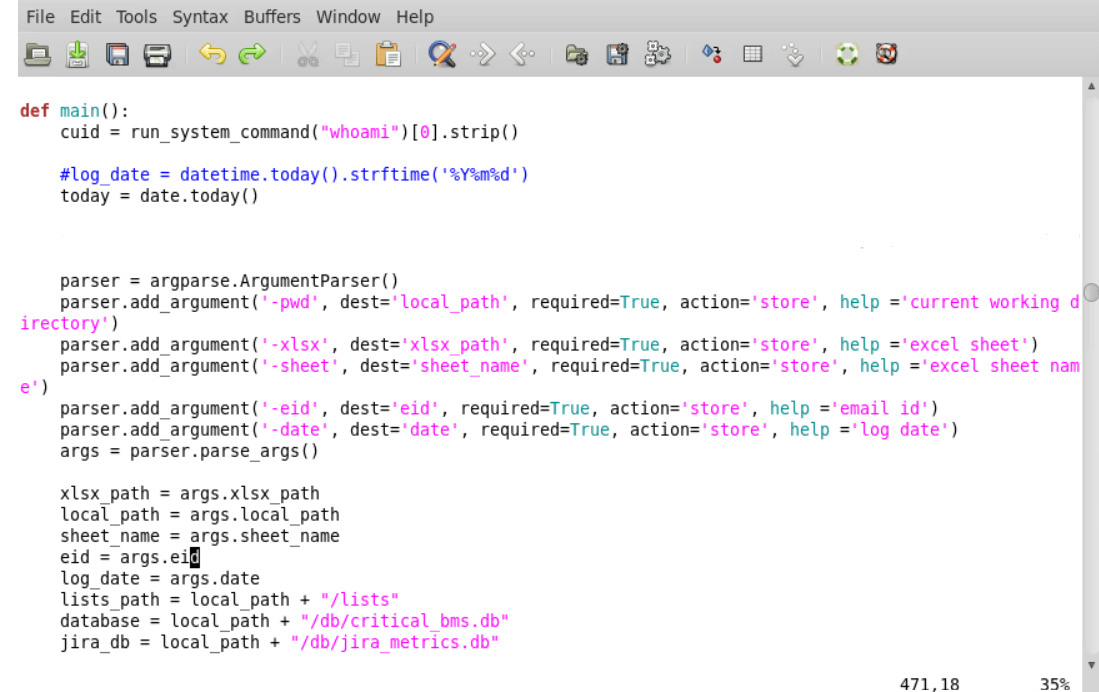 File Edit Tools Syntax Buffers Window Help
def main():
    cuid = run_system_command("whoami")[0].strip()
    #log_date = datetime.today().strftime('%Y%m%d')
    today = date.today()
    parser = argparse.ArgumentParser()
    parser.add_argument('-pwd', dest='local_path', required=True, action='store', help ='current working d
irectory')
    parser.add_argument('-xlsx', dest='xlsx_path', required=True, action='store', help ='excel sheet')
    parser.add_argument('-sheet', dest='sheet_name', required=True, action='store', help ='excel sheet nam
e')
    parser.add_argument('-eid', dest='eid', required=True, action='store', help ='email id')
    parser.add_argument('-date', dest='date', required=True, action='store', help ='log date')
    args = parser.parse_args()
    xlsx_path = args.xlsx_path
    local_path = args.local_path
    sheet_name = args.sheet_name
    eid = args.eid
    log_date = args.date
    lists_path = local_path + "/lists"
    database = local_path + "/db/critical_bms.db"
    jira_db = local_path + "/db/jira_metrics.db"
471,18 35%